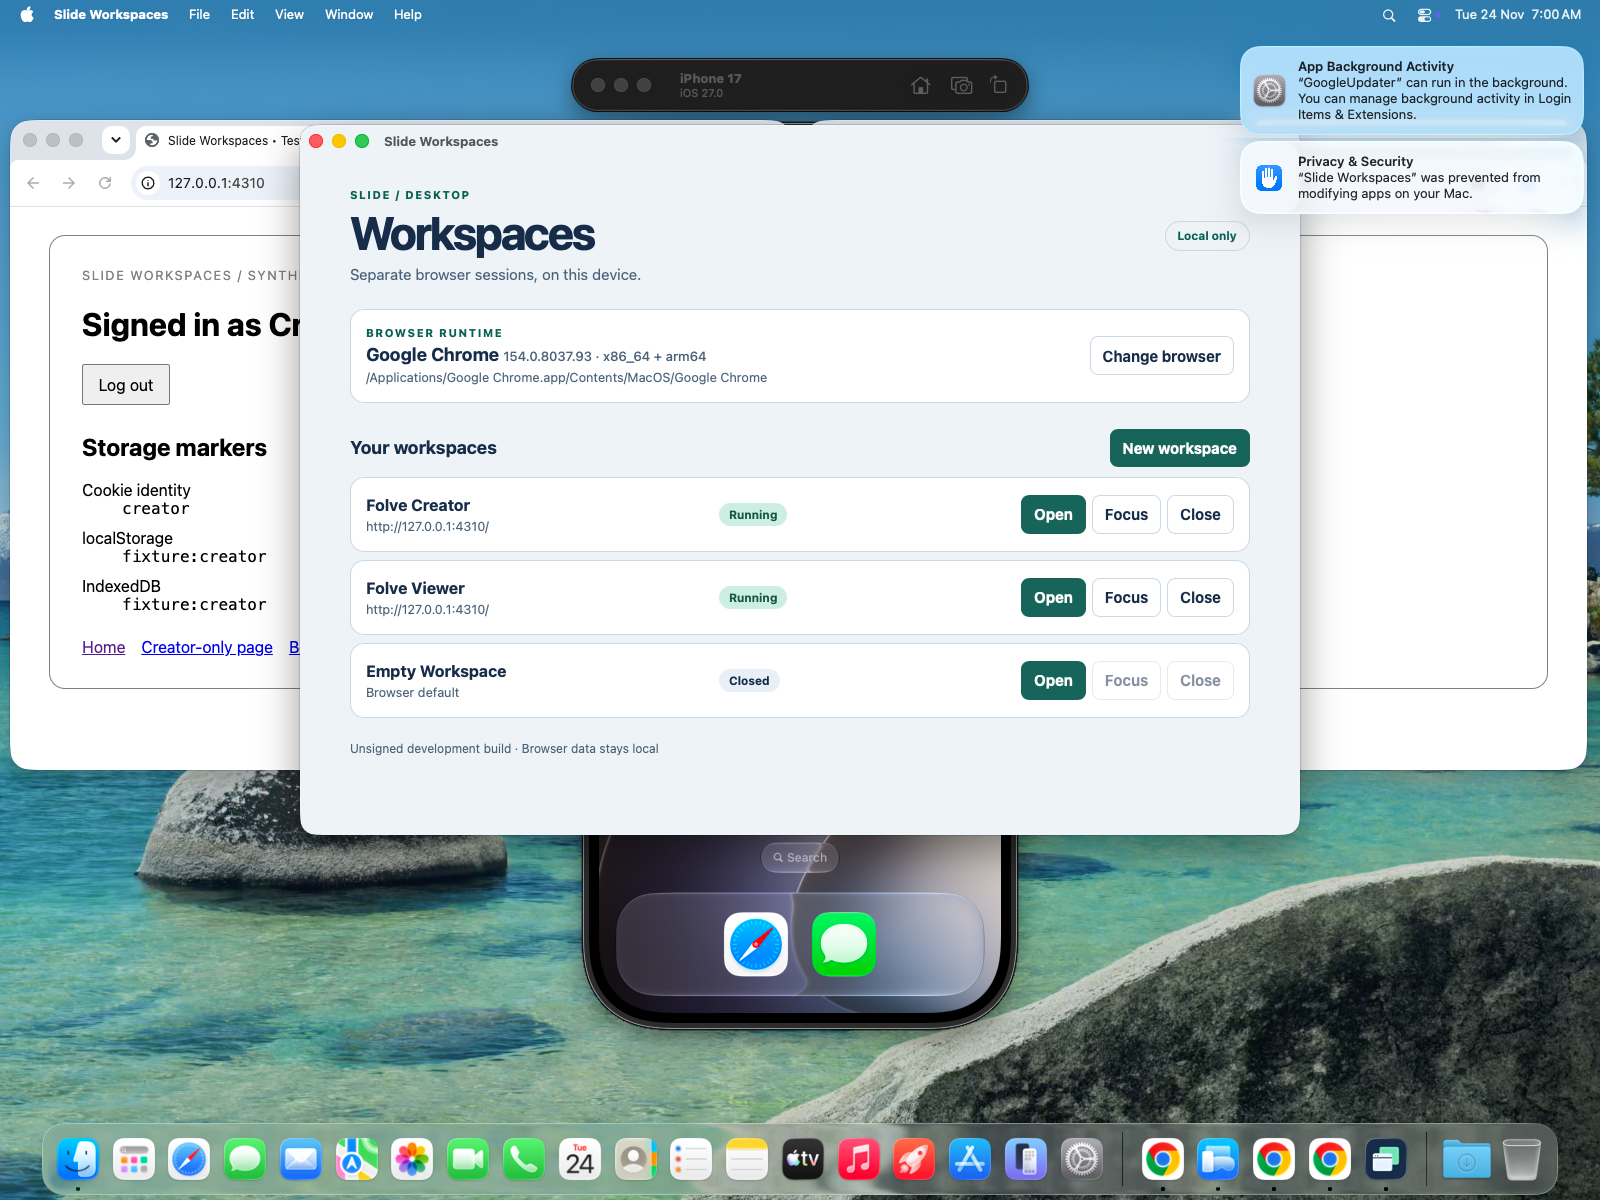 Slide Workspaces File Edit View Window Help
Tue 24 Nov 7:00 AM
App Background Activity
“GoogleUpdater” can run in the background.
You can manage background activity in Login
Items & Extensions.
Privacy & Security
“Slide Workspaces” was prevented from
modifying apps on your Mac.
iPhone 17
iOS 27.0
Slide Workspaces • Tes
127.0.0.1:4310
SLIDE WORKSPACES / SYNTH
Signed in as Cr
Log out
Storage markers
Cookie identity
creator
localStorage
fixture:creator
IndexedDB
fixture:creator
Home Creator-only page B
Slide Workspaces
SLIDE / DESKTOP
Workspaces
Local only
Separate browser sessions, on this device.
BROWSER RUNTIME
Google Chrome 154.0.8037.93 · x86_64 + arm64
/Applications/Google Chrome.app/Contents/MacOS/Google Chrome
Change browser
Your workspaces
New workspace
Folve Creator
http://127.0.0.1:4310/
Running
Open Focus Close
Folve Viewer
http://127.0.0.1:4310/
Running
Open Focus Close
Empty Workspace
Browser default
Closed
Open Focus Close
Unsigned development build · Browser data stays local
Search
Tue
24
tv